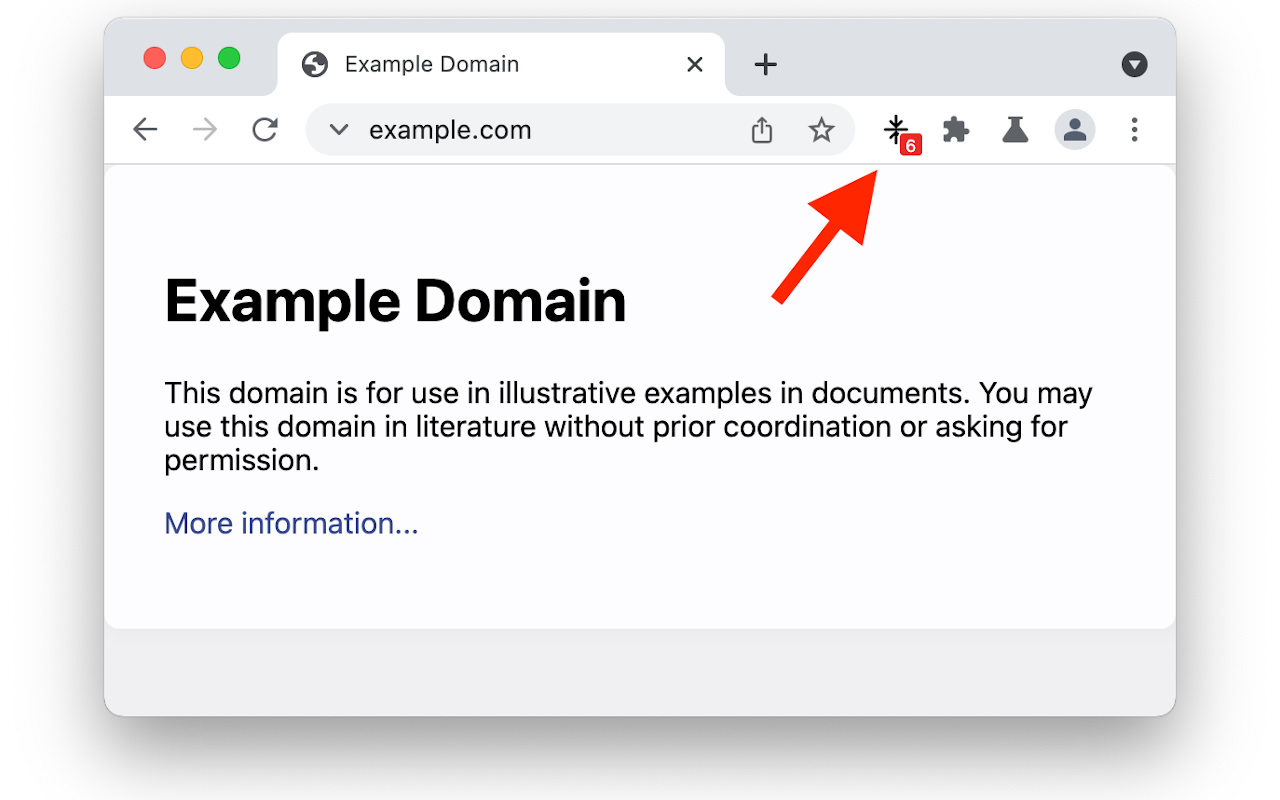 Example Domain
example.com
6
Example Domain
This domain is for use in illustrative examples in documents. You may
use this domain in literature without prior coordination or asking for
permission.
More information...